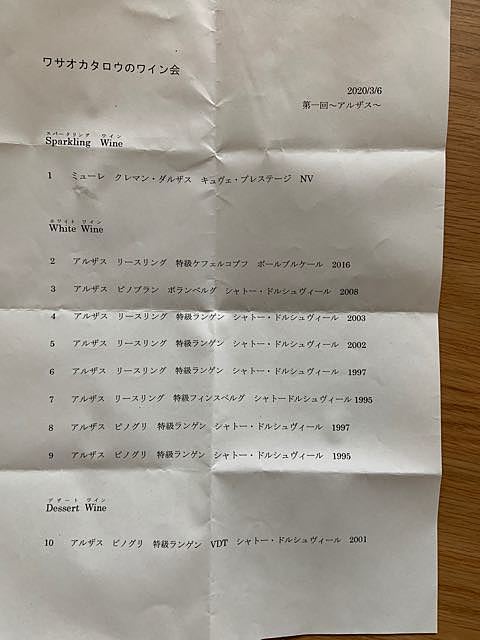 ワサオカタロウのワイン会
2020/3/6
第一回～アルザス～
スパークリング ワイン
Sparkling Wine
1 ミューレ クレマン・ダルザス キュヴェ・プレステージ NV
ホワイト ワイン
White Wine
2 アルザス リースリング 特級ケフェルコプフ ポールブルケール 2016
3 アルザス ピノブラン ボランベルグ シャトー・ドルシュヴィール 2008
4 アルザス リースリング 特級ランゲン シャトー・ドルシュヴィール 2003
5 アルザス リースリング 特級ランゲン シャトー・ドルシュヴィール 2002
6 アルザス リースリング 特級ランゲン シャトー・ドルシュヴィール 1997
7 アルザス リースリング 特級フィンスベルグ シャトードルシュヴィール 1995
8 アルザス ピノグリ 特級ランゲン シャトー・ドルシュヴィール 1997
9 アルザス ピノグリ 特級ランゲン シャトー・ドルシュヴィール 1995
デザート ワイン
Dessert Wine
10 アルザス ピノグリ 特級ランゲン VDT シャトー・ドルシュヴィール 2001